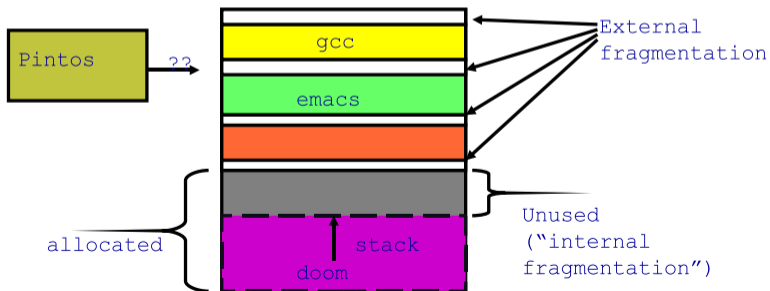 gcc
External
fragmentation
Pintos
??
emacs
Unused
("internal
fragmentation")
allocated
stack
doom